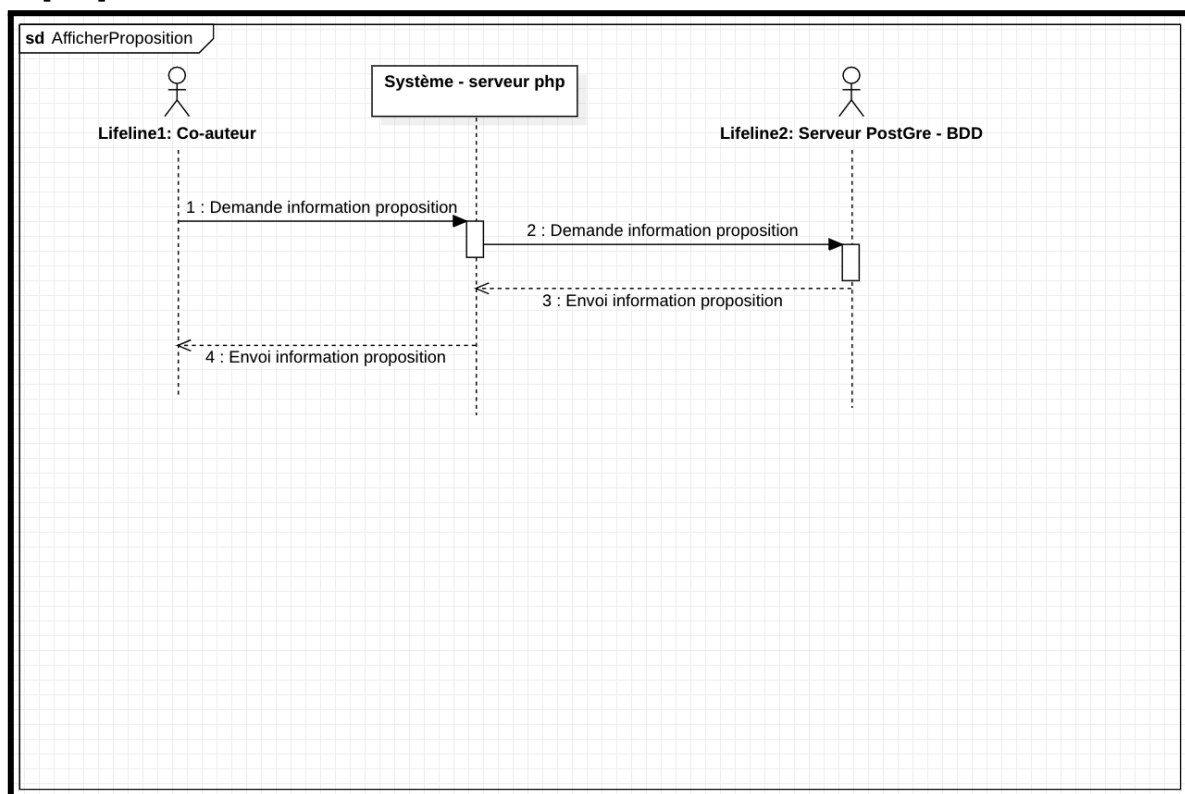 sd AfficherProposition
Système - serveur php
Lifeline1: Co-auteur
Lifeline2: Serveur PostGre - BDD
1 : Demande information proposition
2 : Demande information proposition
3 : Envoi information proposition
4 : Envoi information proposition